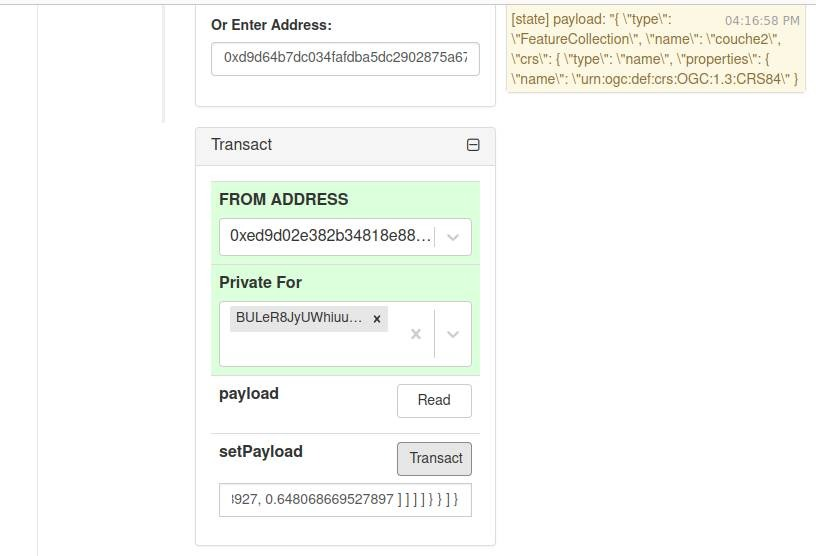 Or Enter Address:
0xd9d64b7dc034fafdba5dc2902875a67
[state] payload: "{ \"type\": 04:16:58 PM
\"FeatureCollection\", \"name\": \"couche2\",
\"crs\": { \"type\": \"name\", \"properties\": {
\"name\": \"urn:ogc:def:crs:OGC:1.3:CRS84\" }
Transact
FROM ADDRESS
0xed9d02e382b34818e88…
Private For
BULeR8JyUWhiuu… x
payload
Read
setPayload
Transact
3927, 0.648068669527897 ] ] ] ] } } ] }